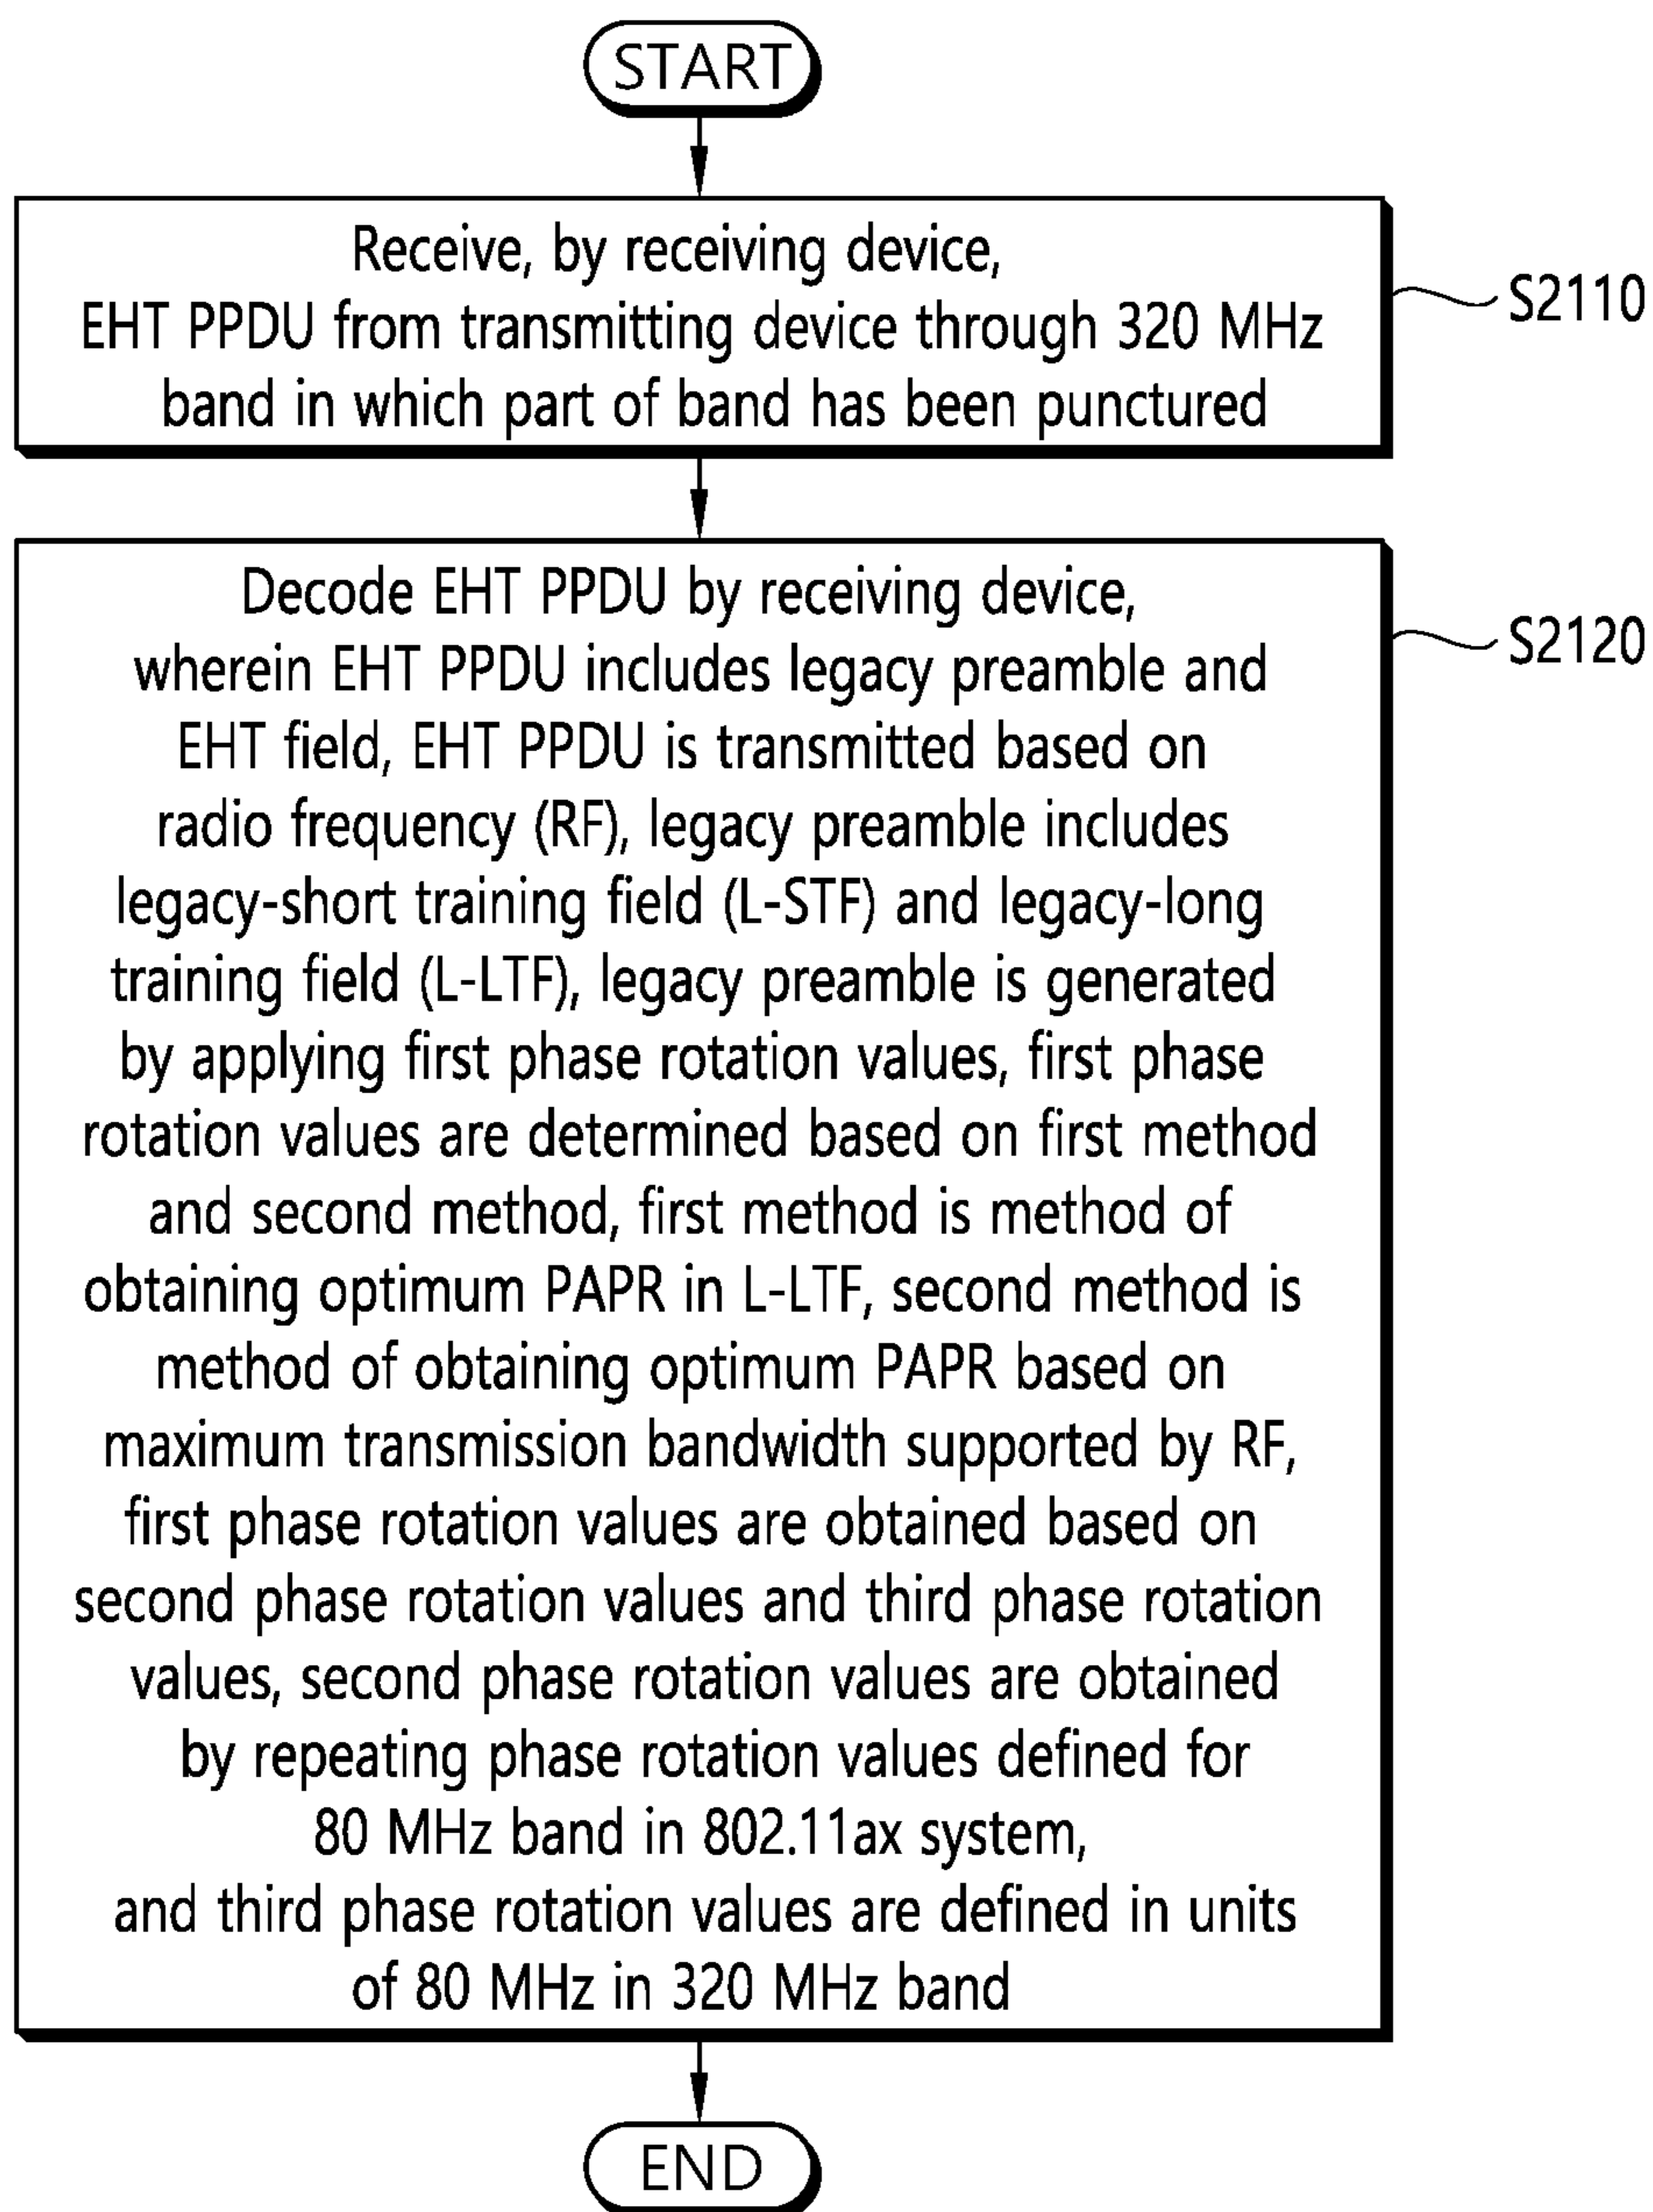 START
Receive, by receiving device,
EHT PPDU from transmitting device through 320 MHz
band in which part of band has been punctured
S2110
Decode EHT PPDU by receiving device,
wherein EHT PPDU includes legacy preamble and
EHT field, EHT PPDU is transmitted based on
radio frequency (RF), legacy preamble includes
legacy-short training field (L-STF) and legacy-long
training field (L-LTF), legacy preamble is generated
by applying first phase rotation values, first phase
rotation values are determined based on first method
and second method, first method is method of
obtaining optimum PAPR in L-LTF, second method is
method of obtaining optimum PAPR based on
maximum transmission bandwidth supported by RF,
first phase rotation values are obtained based on
second phase rotation values and third phase rotation
values, second phase rotation values are obtained
by repeating phase rotation values defined for
80 MHz band in 802.11ax system,
and third phase rotation values are defined in units
of 80 MHz in 320 MHz band
S2120
END